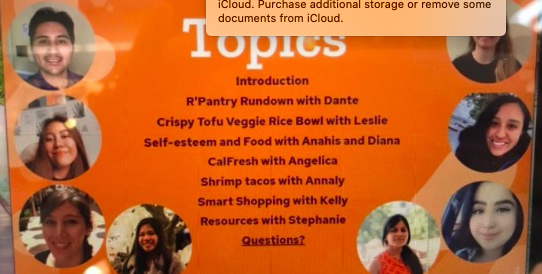 iCloud. Purchase additional storage or remove some
documents from iCloud.
Topics
Introduction
R'Pantry Rundown with Dante
Crispy Tofu Veggie Rice Bowl with Leslie
Self-esteem and Food with Anahis and Diana
CalFresh with Angelica
Shrimp tacos with Annaly
Smart Shopping with Kelly
Resources with Stephanie
Questions?